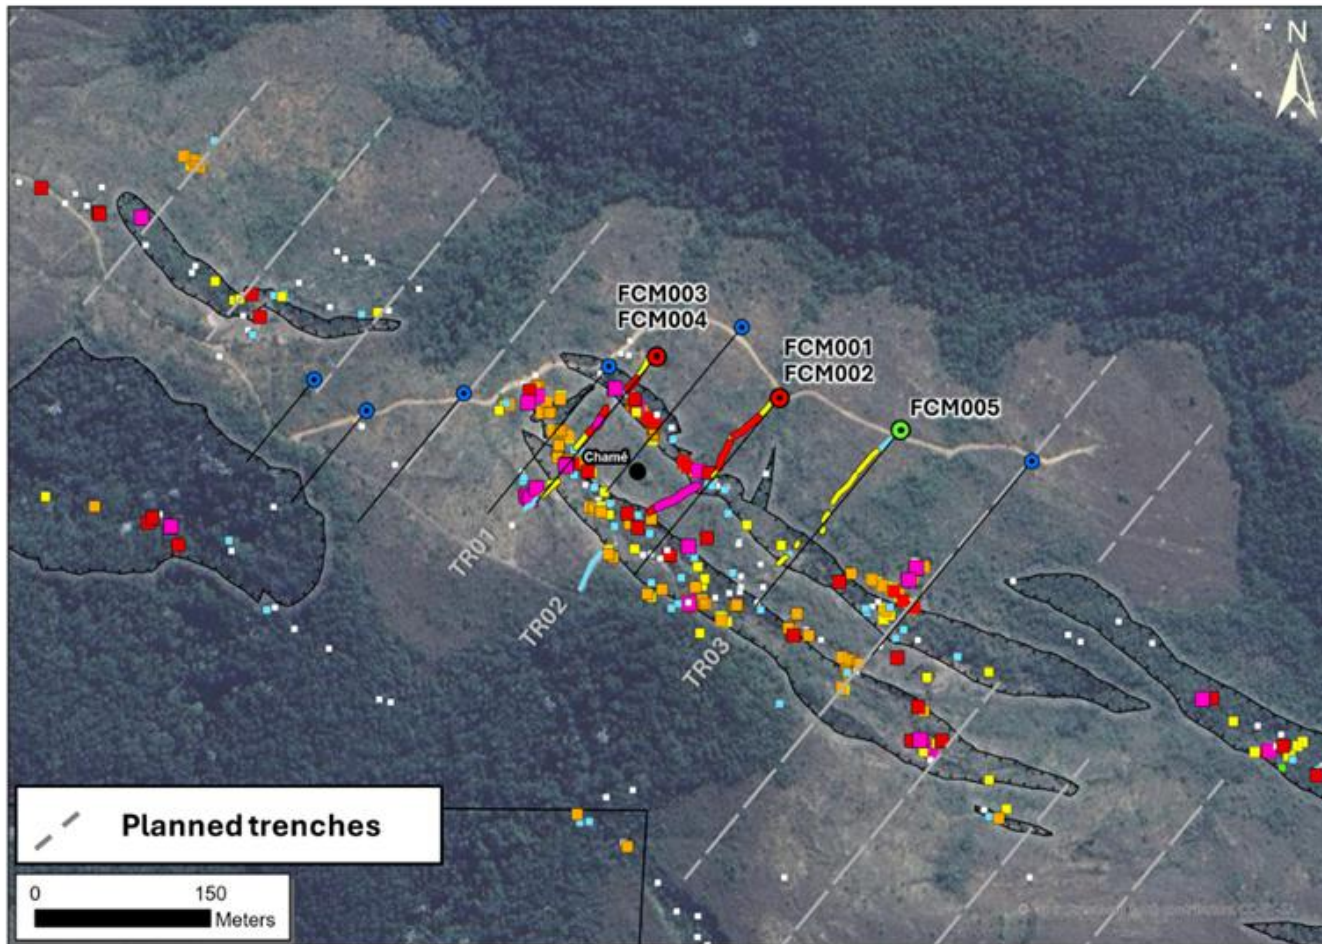 N
FCM003
FCM004
FCM001
FCM002
FCM005
Chamé
TR01
TR02
TR03
Planned trenches
0 150
Meters